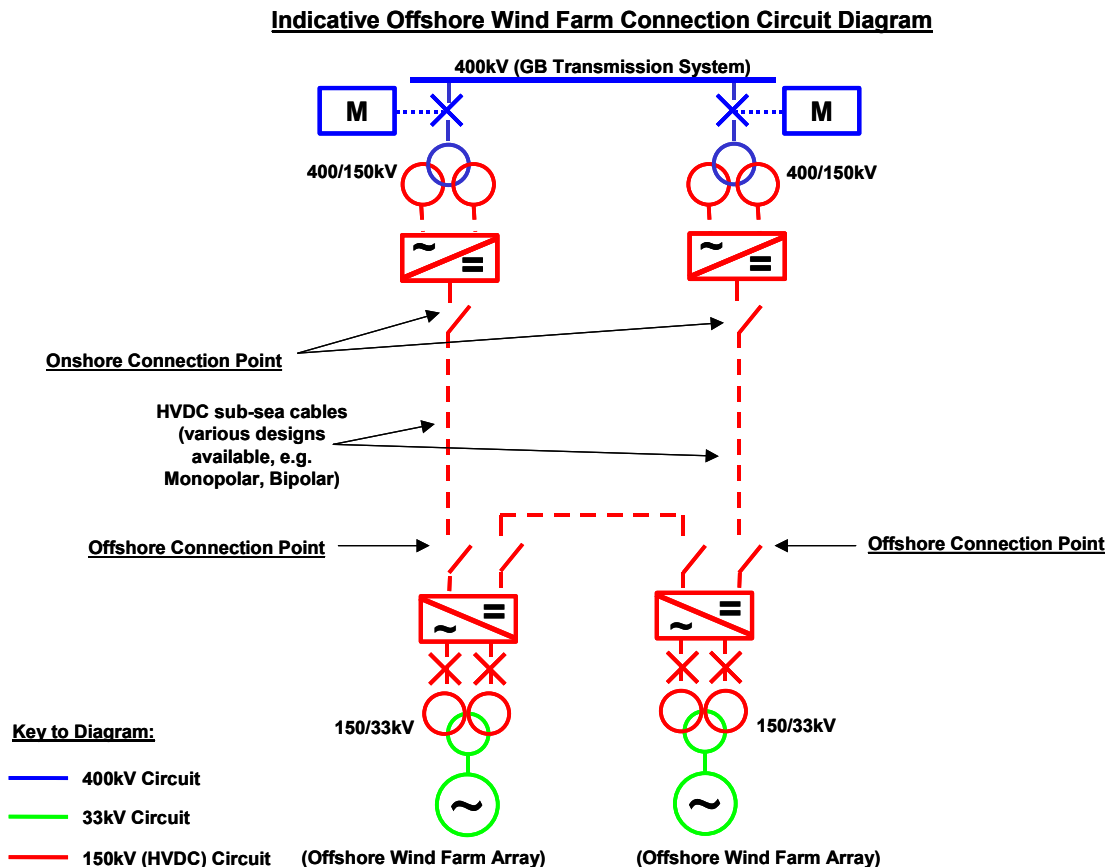 Indicative Offshore Wind Farm Connection Circuit Diagram
400kV (GB Transmission System)
M
M
400/150kV
400/150kV
~
=
~
=
Onshore Connection Point
HVDC sub-sea cables
(various designs
available, e.g.
Monopolar, Bipolar)
Offshore Connection Point
Offshore Connection Point
=
~
=
~
150/33kV
150/33kV
Key to Diagram:
400kV Circuit
33kV Circuit
150kV (HVDC) Circuit
~
~
(Offshore Wind Farm Array)
(Offshore Wind Farm Array)